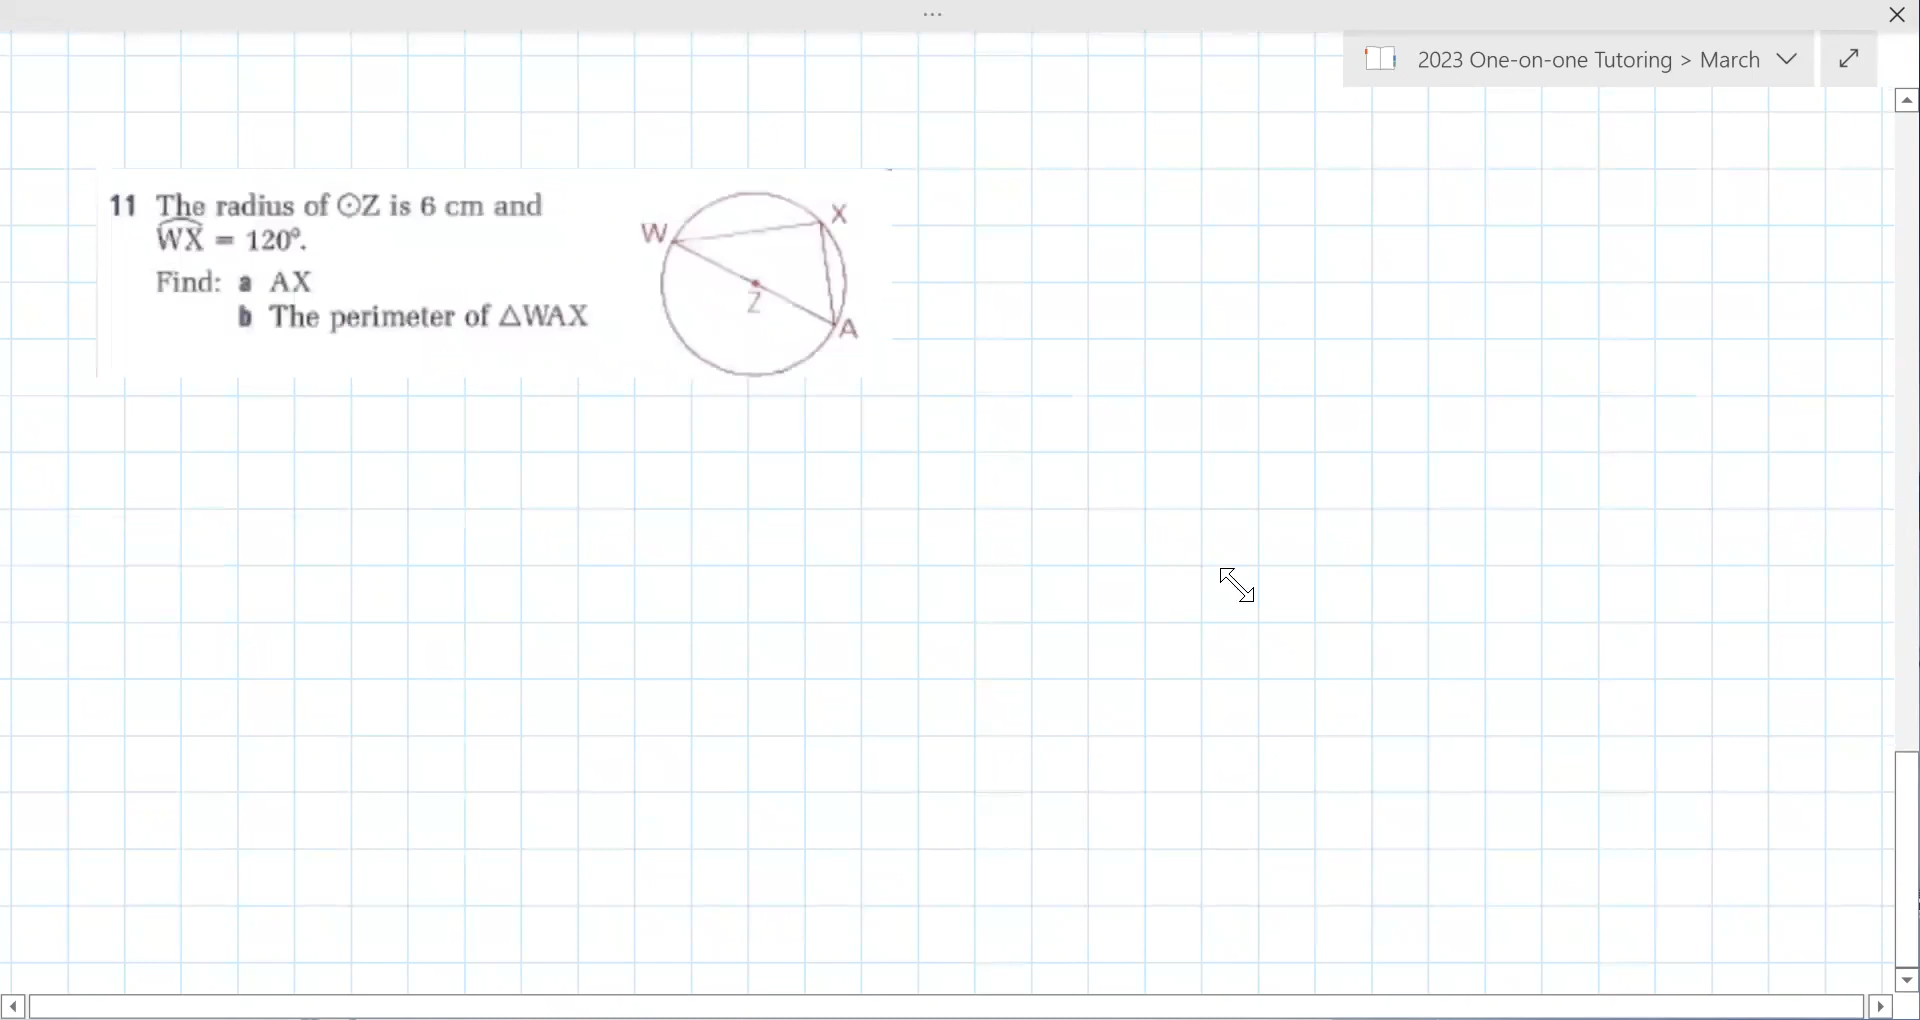 ...
2023 One-on-one Tutoring > March
11 The radius of ⊙Z is 6 cm and
W͡X = 120°.
Find: a AX
b The perimeter of △WAX
W
X
Z
A